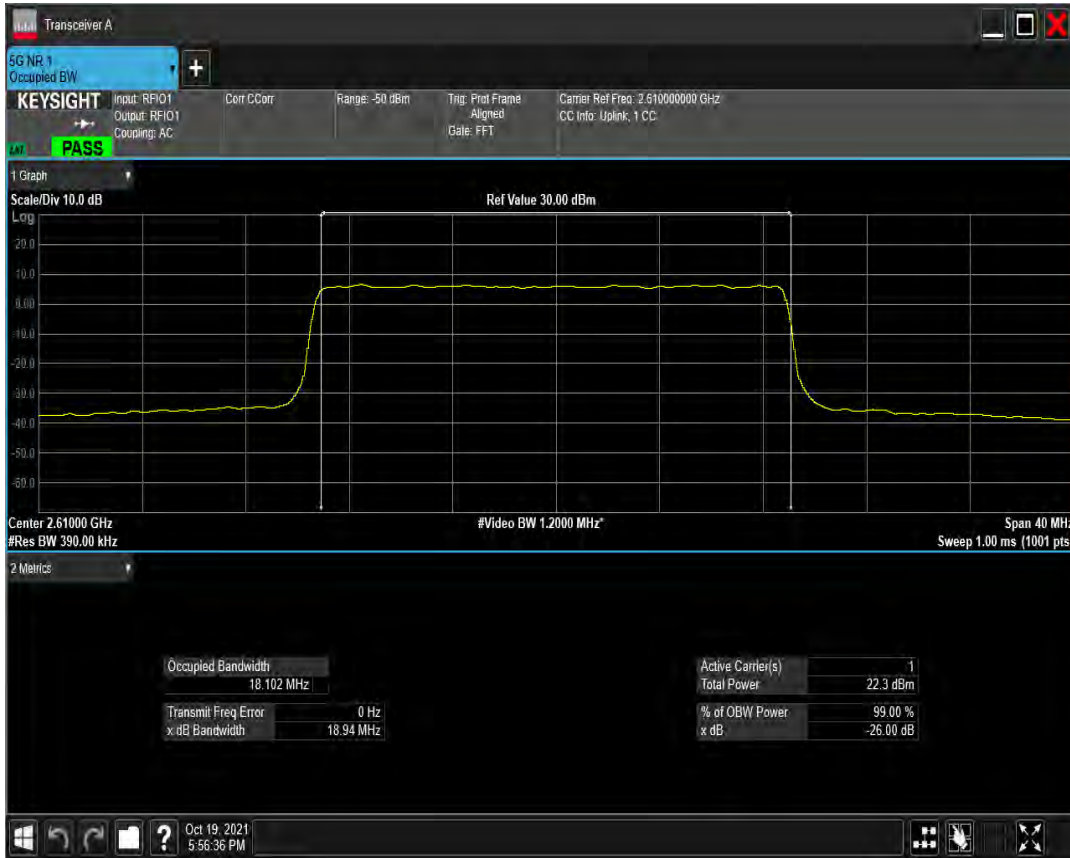 Transceiver A
5G NR 1
Occupied BW
+
KEYSIGHT
Input: RFIO1
Output: RFIO1
Coupling: AC
Corr CCorr
Range: -50 dBm
Trig: Prot Frame
Aligned
Gate: FFT
Carrier Ref Freq: 2.610000000 GHz
CC Info: Uplink, 1 CC
PASS
1 Graph
Scale/Div 10.0 dB
Ref Value 30.00 dBm
Log
20.0
10.0
0.00
-10.0
-20.0
-30.0
-40.0
-50.0
-60.0
Center 2.61000 GHz
#Video BW 1.2000 MHz*
Span 40 MHz
#Res BW 390.00 kHz
Sweep 1.00 ms (1001 pts
2 Metrics
Occupied Bandwidth
18.102 MHz
Transmit Freq Error 0 Hz
x dB Bandwidth 18.94 MHz
Active Carrier(s) 1
Total Power 22.3 dBm
% of OBW Power 99.00 %
x dB -26.00 dB
?
Oct 19, 2021
5:56:36 PM